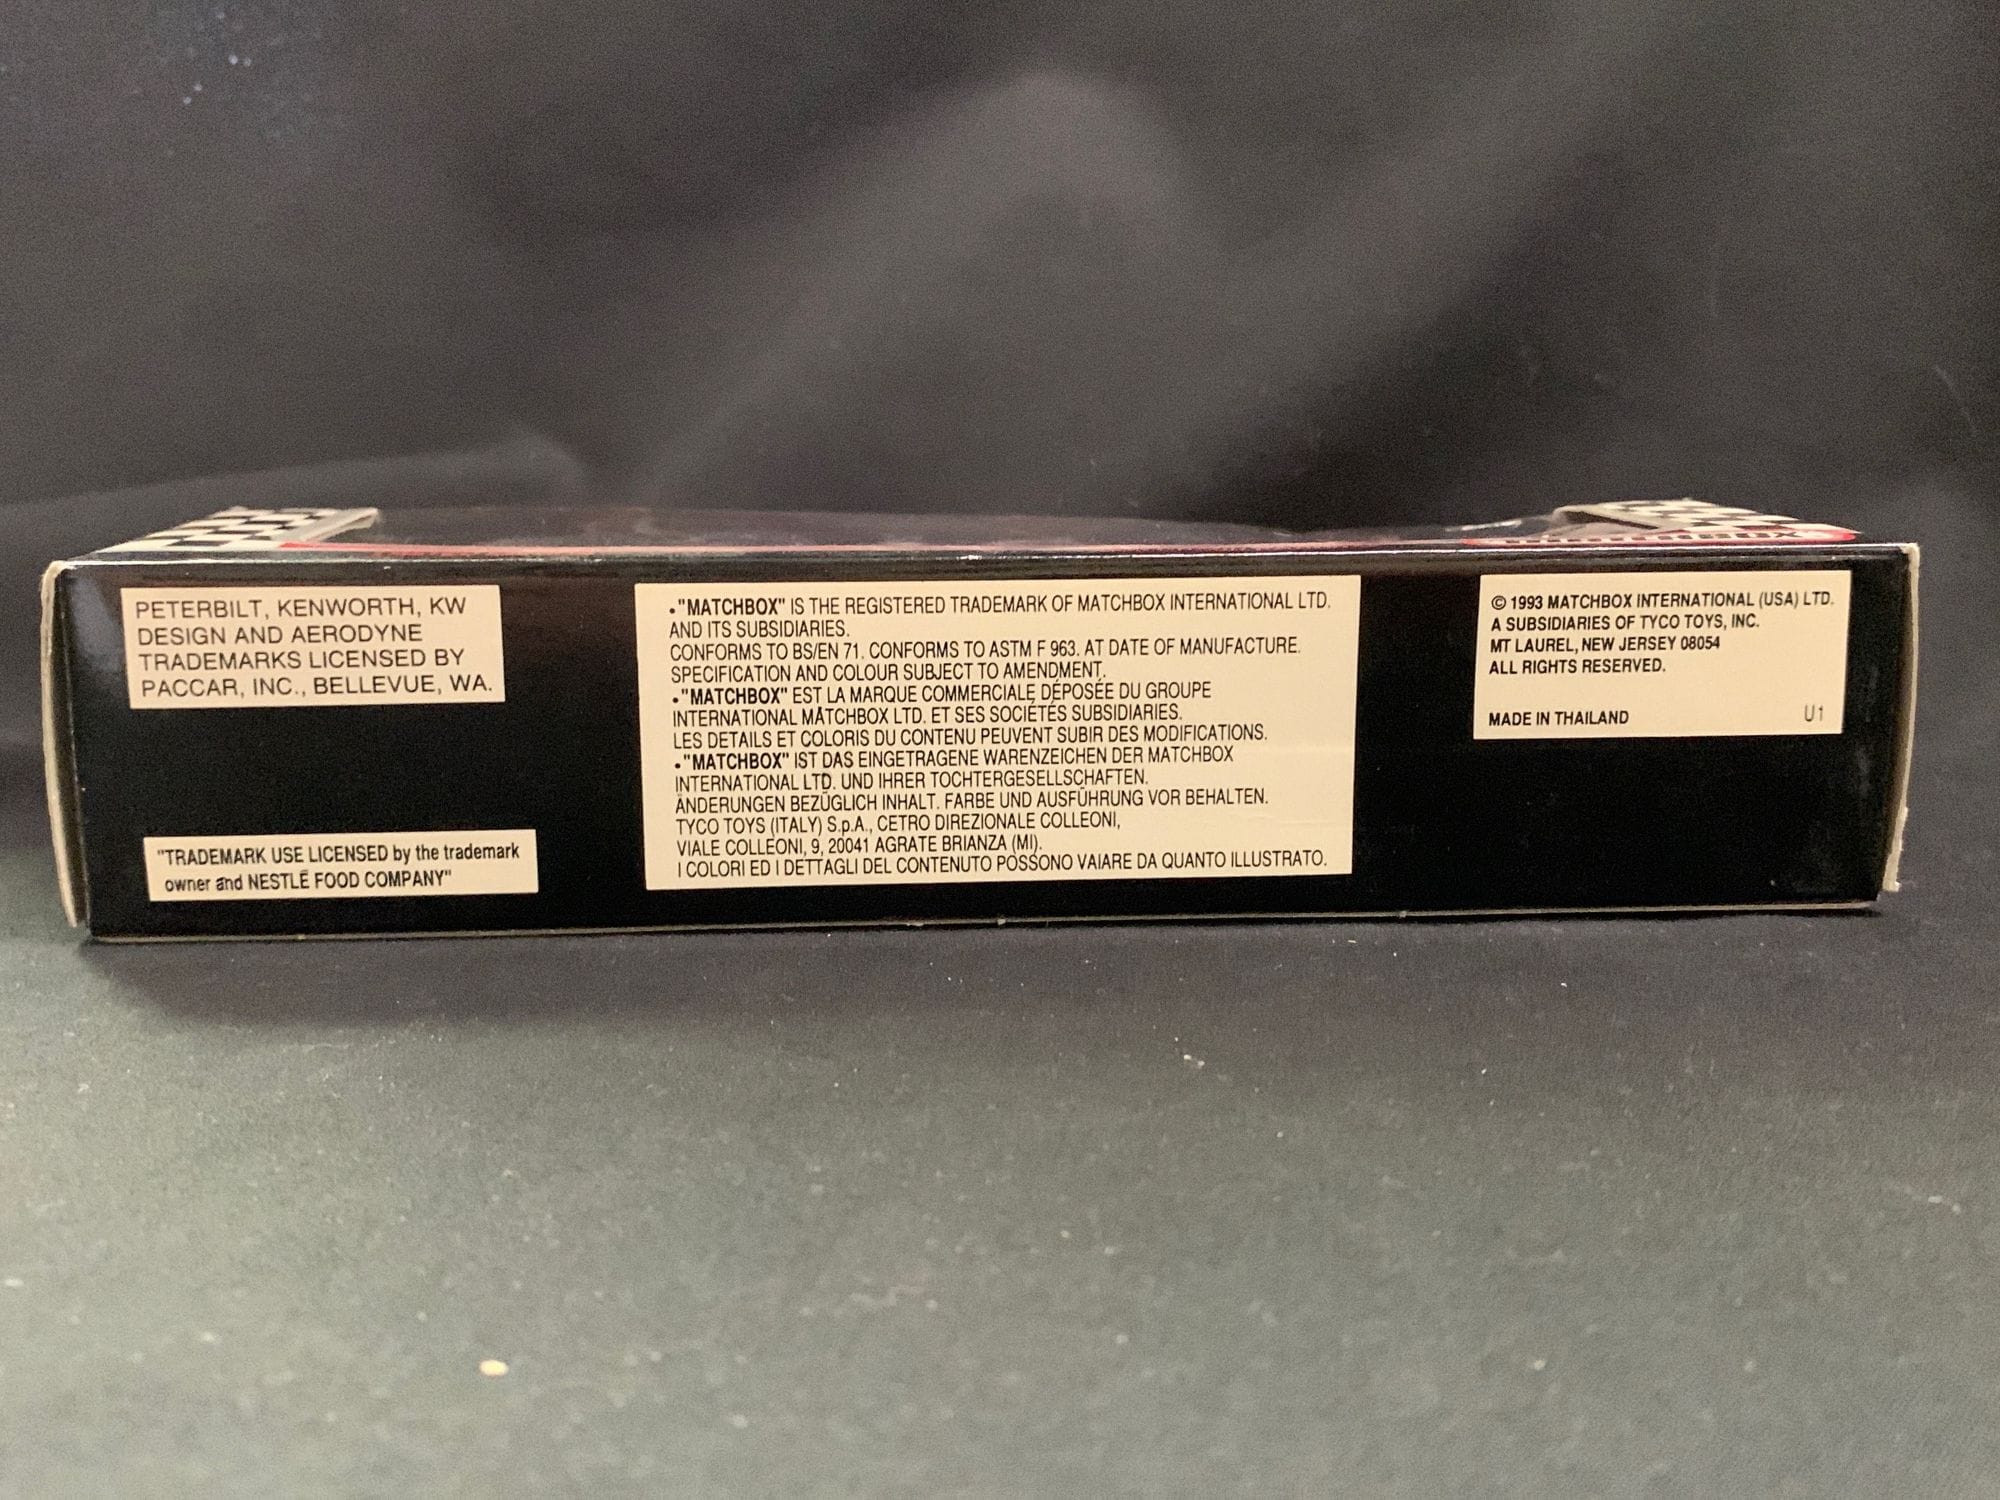 PETERBILT, KENWORTH, KW
DESIGN AND AERODYNE
TRADEMARKS LICENSED BY
PACCAR, INC., BELLEVUE, WA.
"TRADEMARK USE LICENSED by the trademark
owner and NESTLĒ FOOD COMPANY"
•"MATCHBOX" IS THE REGISTERED TRADEMARK OF MATCHBOX INTERNATIONAL LTD.
AND ITS SUBSIDIARIES.
CONFORMS TO BS/EN 71. CONFORMS TO ASTM F 963. AT DATE OF MANUFACTURE.
SPECIFICATION AND COLOUR SUBJECT TO AMENDMENT.
•"MATCHBOX" EST LA MARQUE COMMERCIALE DÉPOSÉE DU GROUPE
INTERNATIONAL MATCHBOX LTD. ET SES SOCIÉTÉS SUBSIDIARIES.
LES DETAILS ET COLORIS DU CONTENU PEUVENT SUBIR DES MODIFICATIONS.
•"MATCHBOX" IST DAS EINGETRAGENE WARENZEICHEN DER MATCHBOX
INTERNATIONAL LTD. UND IHRER TOCHTERGESELLSCHAFTEN.
ÄNDERUNGEN BEZÜGLICH INHALT. FARBE UND AUSFÜHRUNG VOR BEHALTEN.
TYCO TOYS (ITALY) S.p.A., CETRO DIREZIONALE COLLEONI,
VIALE COLLEONI, 9, 20041 AGRATE BRIANZA (MI).
I COLORI ED I DETTAGLI DEL CONTENUTO POSSONO VAIARE DA QUANTO ILLUSTRATO.
© 1993 MATCHBOX INTERNATIONAL (USA) LTD.
A SUBSIDIARIES OF TYCO TOYS, INC.
MT LAUREL, NEW JERSEY 08054
ALL RIGHTS RESERVED.
MADE IN THAILAND U1